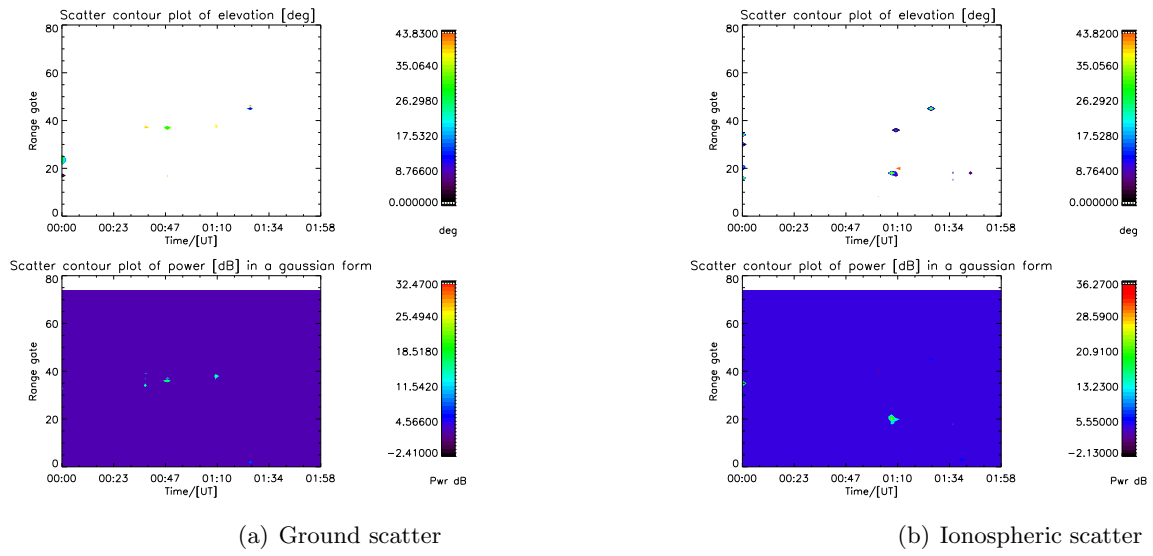 Scatter contour plot of elevation [deg]
80
60
40
20
0
Range gate
00:00 00:23 00:47 01:10 01:34 01:58
Time/[UT]
43.8300
35.0640
26.2980
17.5320
8.76600
0.000000
deg
Scatter contour plot of power [dB] in a gaussian form
80
60
40
20
0
Range gate
00:00 00:23 00:47 01:10 01:34 01:58
Time/[UT]
32.4700
25.4940
18.5180
11.5420
4.56600
-2.41000
Pwr dB
(a) Ground scatter
Scatter contour plot of elevation [deg]
80
60
40
20
0
Range gate
00:00 00:23 00:47 01:10 01:34 01:58
Time/[UT]
43.8200
35.0560
26.2920
17.5280
8.76400
0.000000
deg
Scatter contour plot of power [dB] in a gaussian form
80
60
40
20
0
Range gate
00:00 00:23 00:47 01:10 01:34 01:58
Time/[UT]
36.2700
28.5900
20.9100
13.2300
5.55000
-2.13000
Pwr dB
(b) Ionospheric scatter